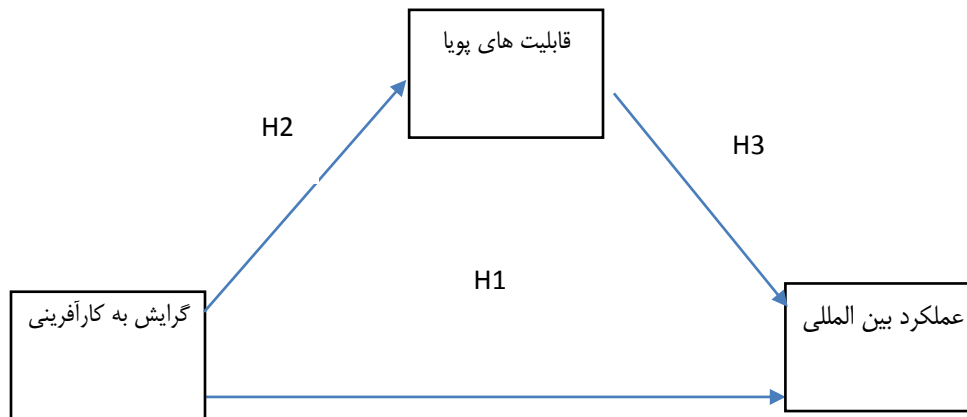 قابلیت های پویا
H2
H3
H1
گرایش به کارآفرینی
عملکرد بین المللی